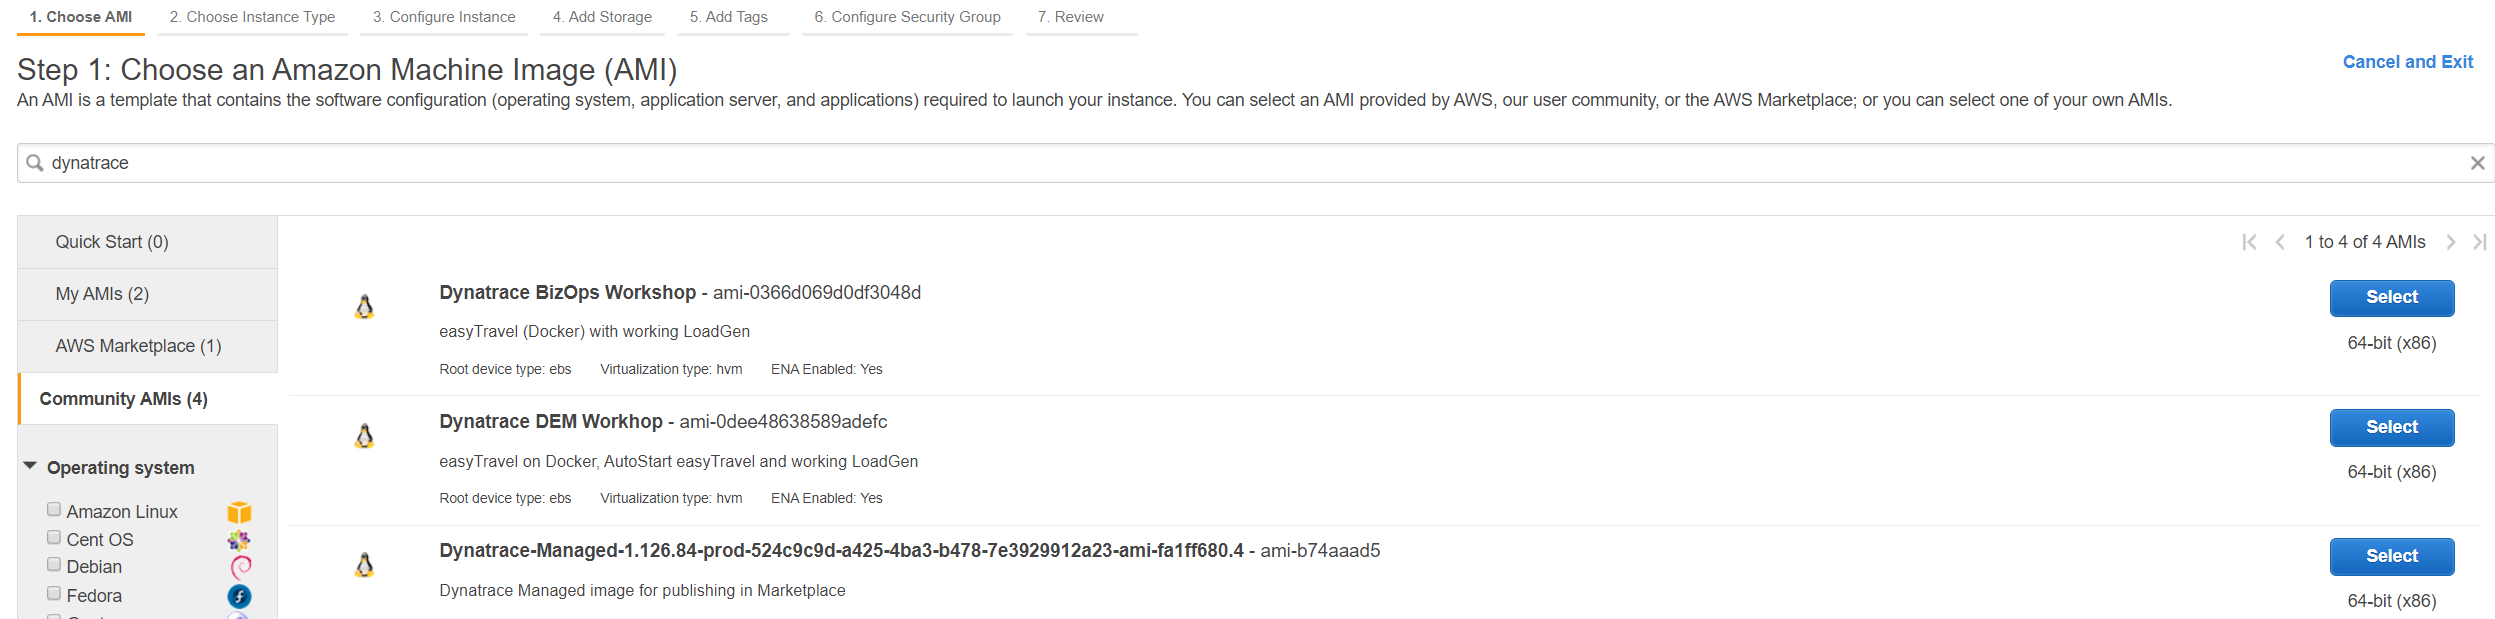 1. Choose AMI 2. Choose Instance Type 3. Configure Instance 4. Add Storage 5. Add Tags 6. Configure Security Group 7. Review
Step 1: Choose an Amazon Machine Image (AMI)
Cancel and Exit
An AMI is a template that contains the software configuration (operating system, application server, and applications) required to launch your instance. You can select an AMI provided by AWS, our user community, or the AWS Marketplace; or you can select one of your own AMIs.
dynatrace
Quick Start (0)
My AMIs (2)
AWS Marketplace (1)
Community AMIs (4)
Operating system
Amazon Linux
Cent OS
Debian
Fedora
1 to 4 of 4 AMIs
Dynatrace BizOps Workshop - ami-0366d069d0df3048d
easyTravel (Docker) with working LoadGen
Root device type: ebs Virtualization type: hvm ENA Enabled: Yes
Select
64-bit (x86)
Dynatrace DEM Workhop - ami-0dee48638589adefc
easyTravel on Docker, AutoStart easyTravel and working LoadGen
Root device type: ebs Virtualization type: hvm ENA Enabled: Yes
Select
64-bit (x86)
Dynatrace-Managed-1.126.84-prod-524c9c9d-a425-4ba3-b478-7e3929912a23-ami-fa1ff680.4 - ami-b74aaad5
Dynatrace Managed image for publishing in Marketplace
Select
64-bit (x86)